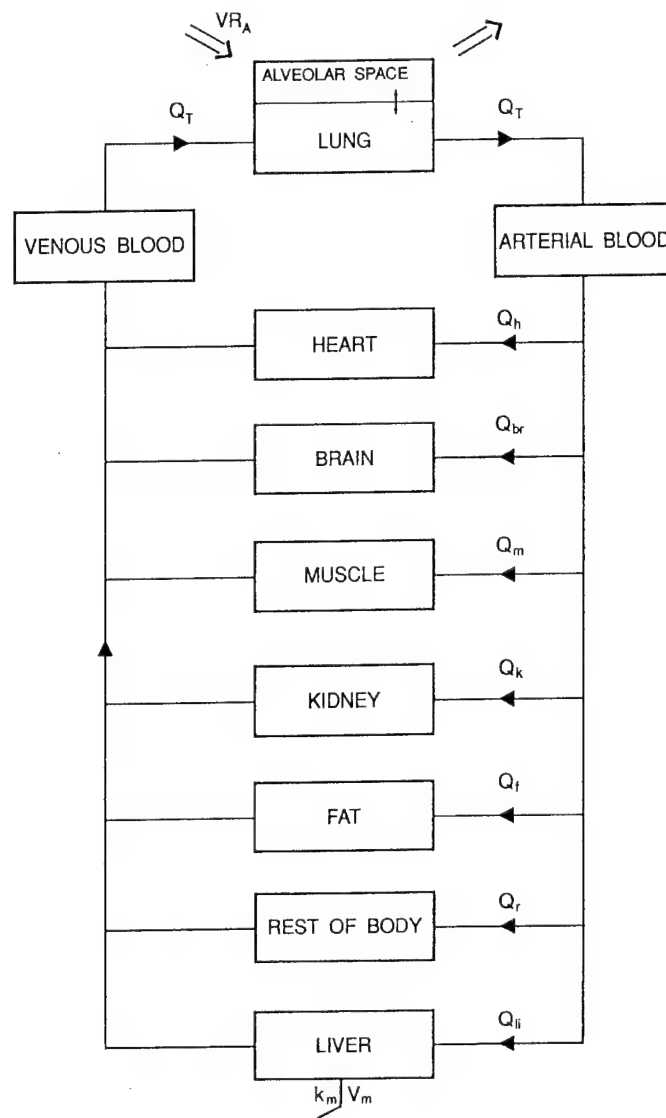 VR_A
ALVEOLAR SPACE
Q_T
Q_T
LUNG
VENOUS BLOOD
ARTERIAL BLOOD
Q_h
HEART
Q_br
BRAIN
Q_m
MUSCLE
Q_k
KIDNEY
Q_f
FAT
Q_r
REST OF BODY
Q_li
LIVER
k_m V_m